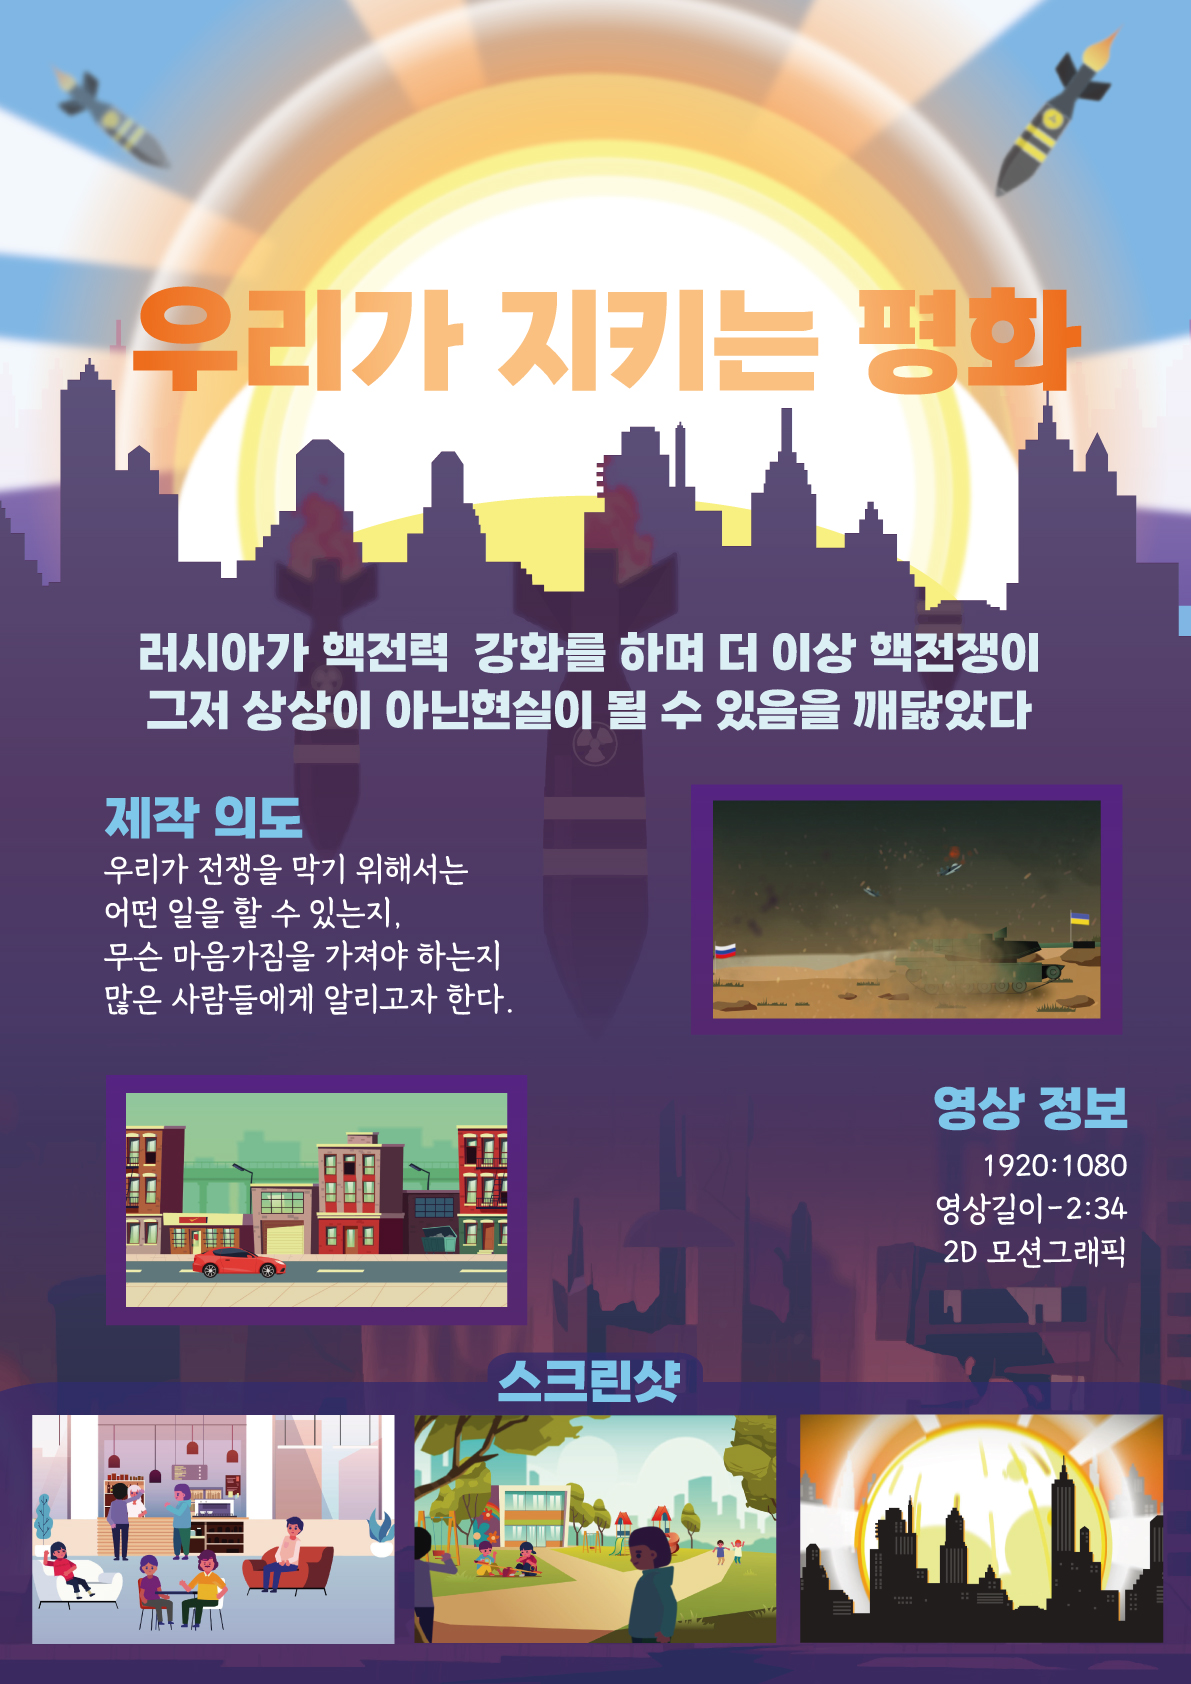 우리가 지키는 평화
러시아가 핵전력 강화를 하며 더 이상 핵전쟁이
그저 상상이 아닌현실이 될 수 있음을 깨닳았다
제작 의도
우리가 전쟁을 막기 위해서는
어떤 일을 할 수 있는지,
무슨 마음가짐을 가져야 하는지
많은 사람들에게 알리고자 한다.
영상 정보
1920:1080
영상길이-2:34
2D 모션그래픽
스크린샷